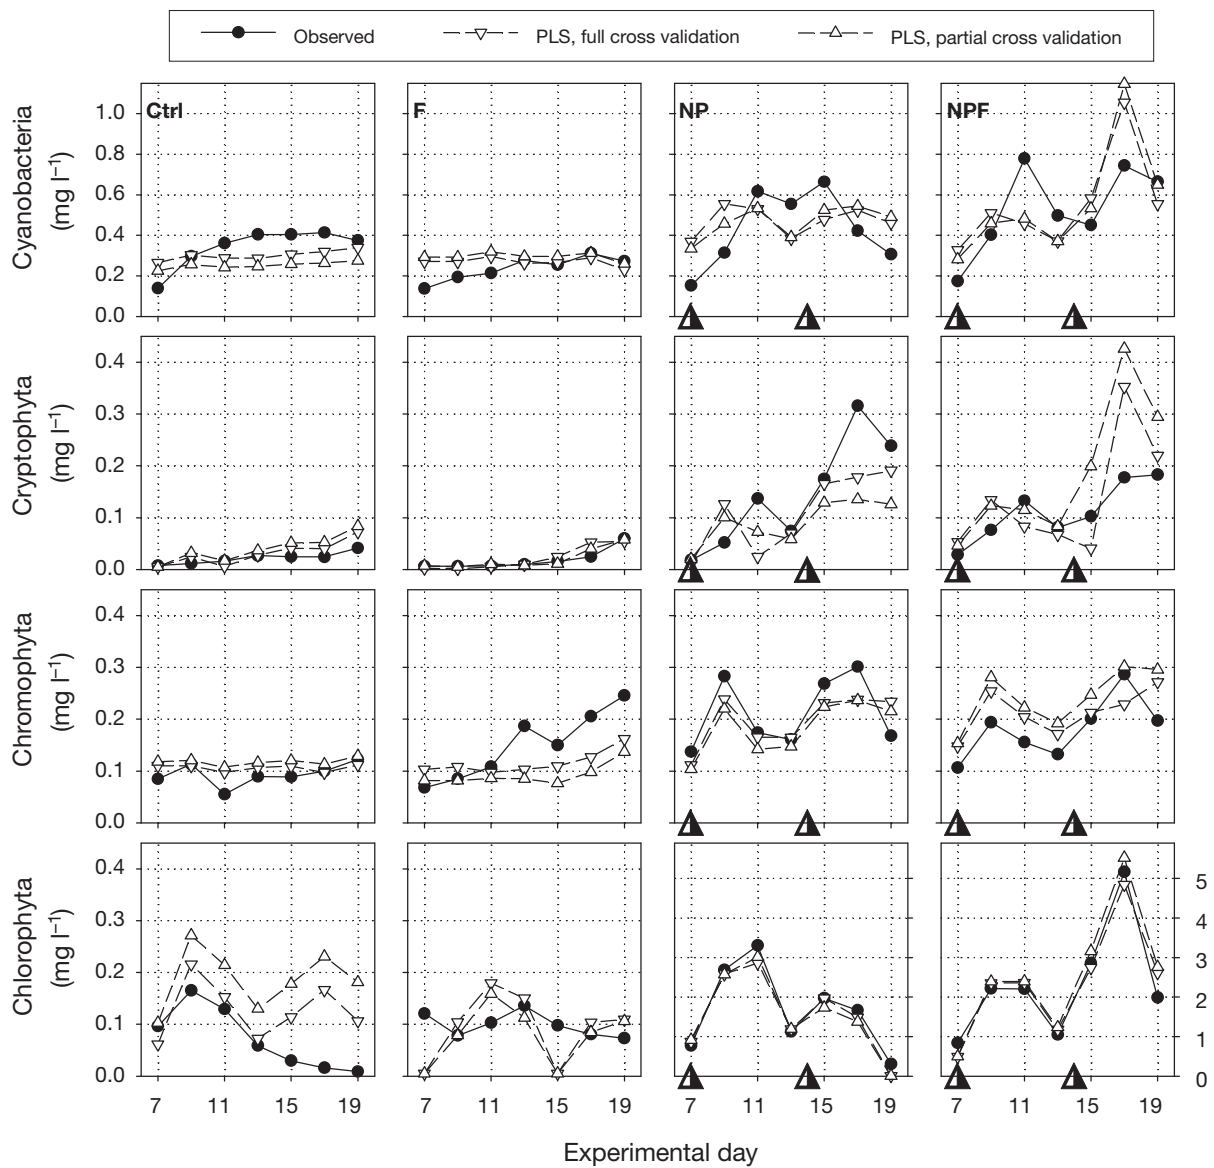 Observed PLS, full cross validation PLS, partial cross validation
Ctrl F NP NPF
Cyanobacteria
(mg l⁻¹)
1.0
0.8
0.6
0.4
0.2
0.0
Cryptophyta
(mg l⁻¹)
0.4
0.3
0.2
0.1
0.0
Chromophyta
(mg l⁻¹)
0.4
0.3
0.2
0.1
0.0
Chlorophyta
(mg l⁻¹)
0.4
0.3
0.2
0.1
0.0
5
4
3
2
1
0
7 11 15 19 7 11 15 19 7 11 15 19 7 11 15 19
Experimental day